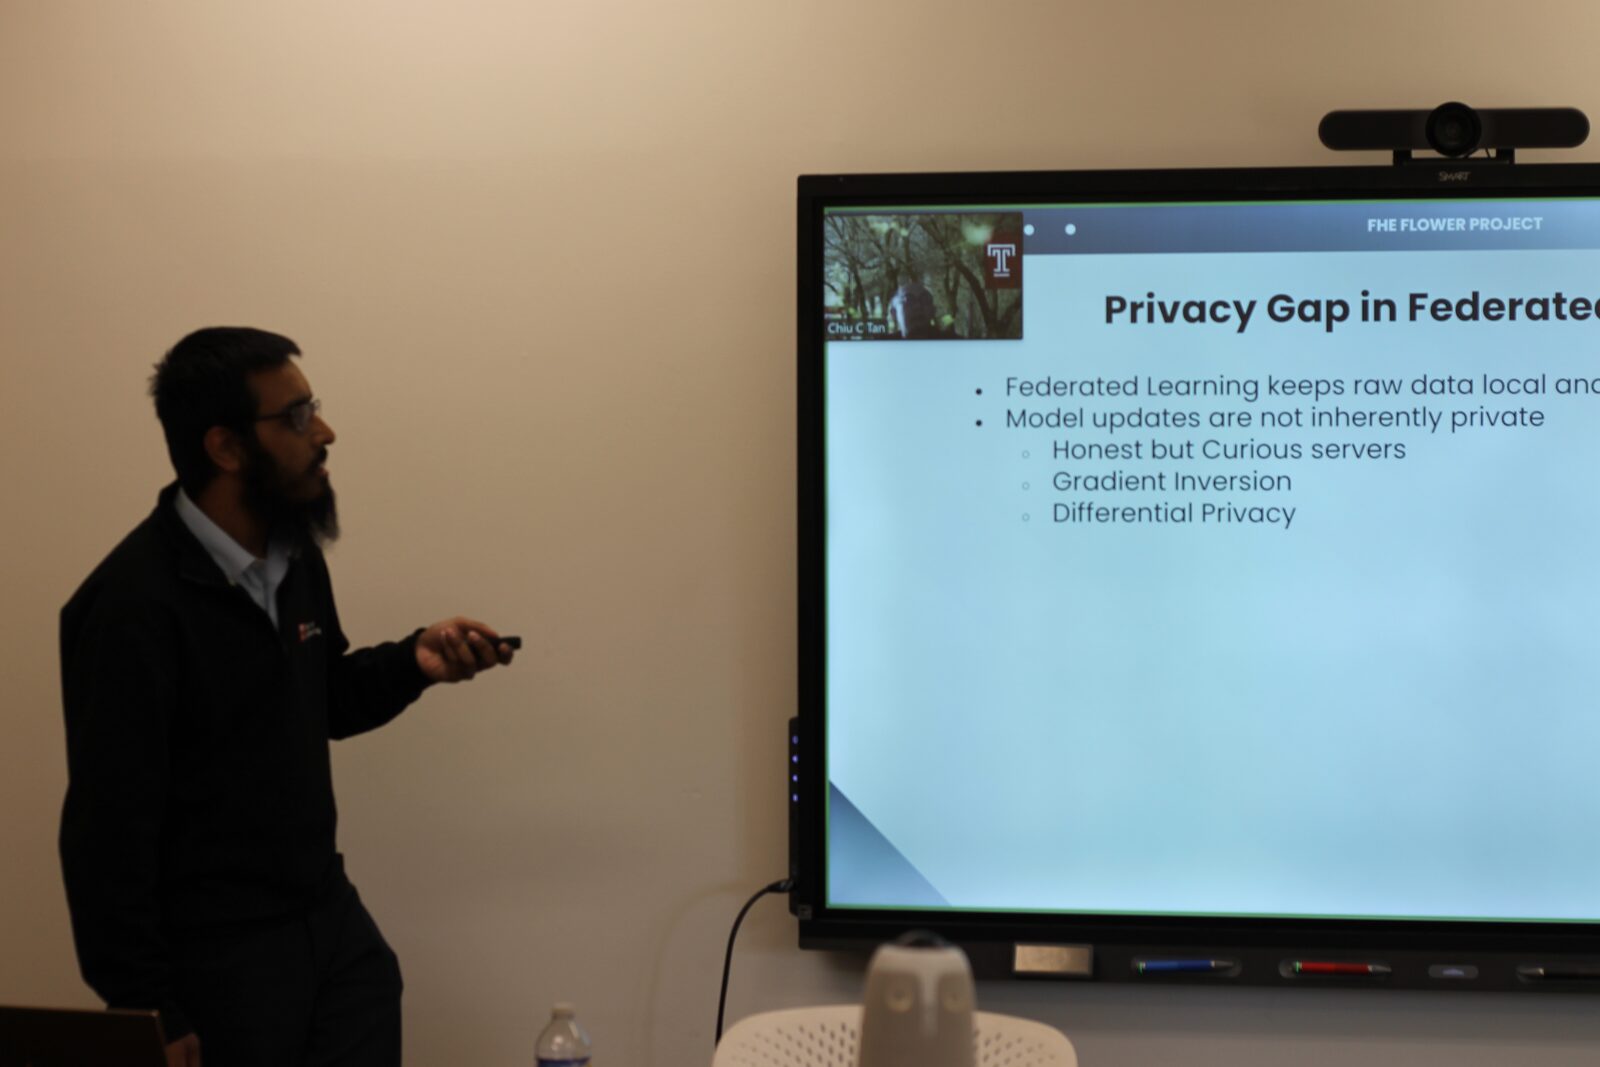 SMART
FHE FLOWER PROJECT
T
Chiu C Tan
Privacy Gap in Federated
• Federated Learning keeps raw data local and
• Model updates are not inherently private
○ Honest but Curious servers
○ Gradient Inversion
○ Differential Privacy